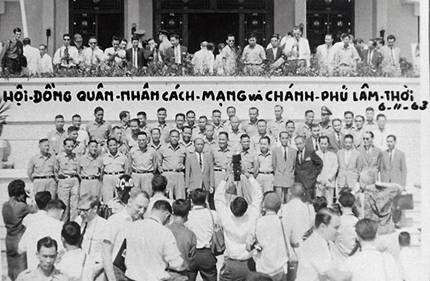 HỘI-ĐỒNG QUÂN-NHÂN CÁCH-MẠNG và CHÁNH-PHỦ LÂM-THỜI
6-11-63